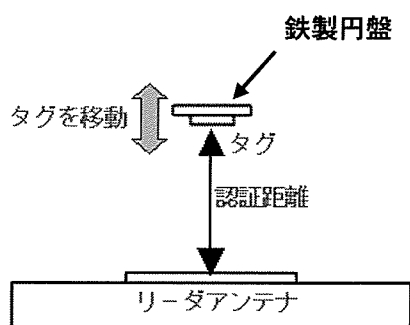 鉄製円盤
タグを移動
タグ
認証距離
リーダアンテナ